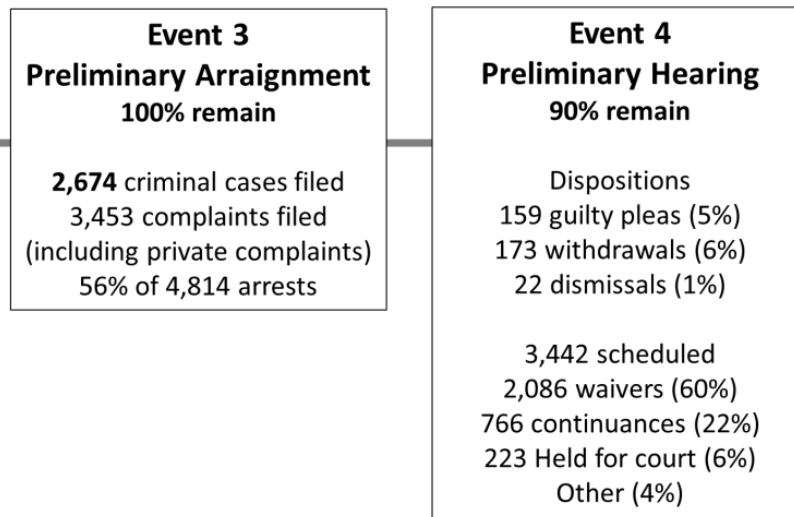 Event 3
Preliminary Arraignment
100% remain
2,674 criminal cases filed
3,453 complaints filed
(including private complaints)
56% of 4,814 arrests
Event 4
Preliminary Hearing
90% remain
Dispositions
159 guilty pleas (5%)
173 withdrawals (6%)
22 dismissals (1%)
3,442 scheduled
2,086 waivers (60%)
766 continuances (22%)
223 Held for court (6%)
Other (4%)